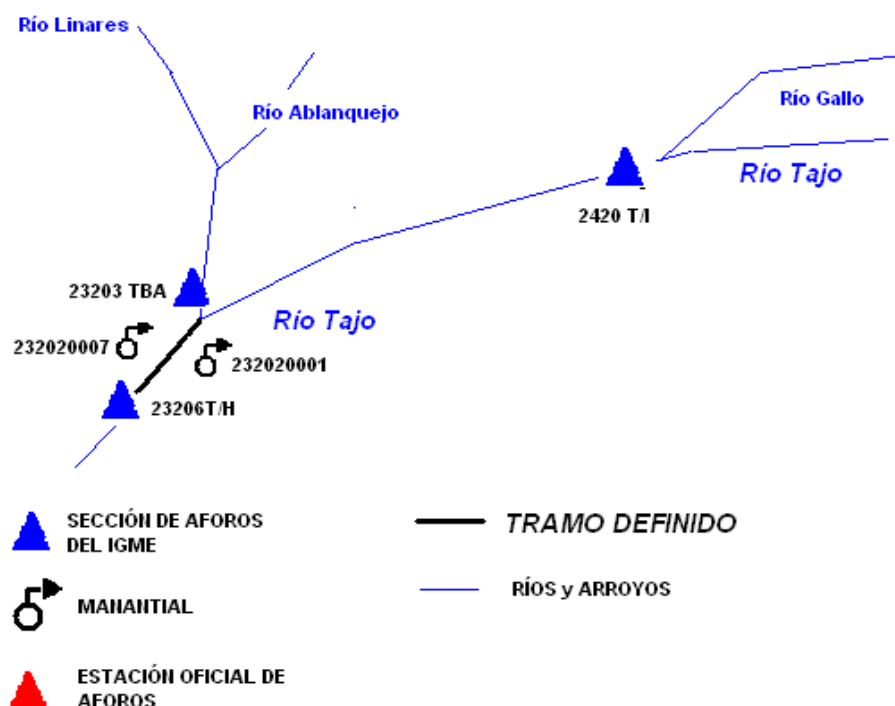 Río Linares
Río Ablanquejo
Río Gallo
Río Tajo
2420 T/I
23203 TBA
Río Tajo
232020007
232020001
23206T/H
SECCIÓN DE AFOROS
DEL IGME
TRAMO DEFINIDO
MANANTIAL
RÍOS y ARROYOS
ESTACIÓN OFICIAL DE
AFOROS